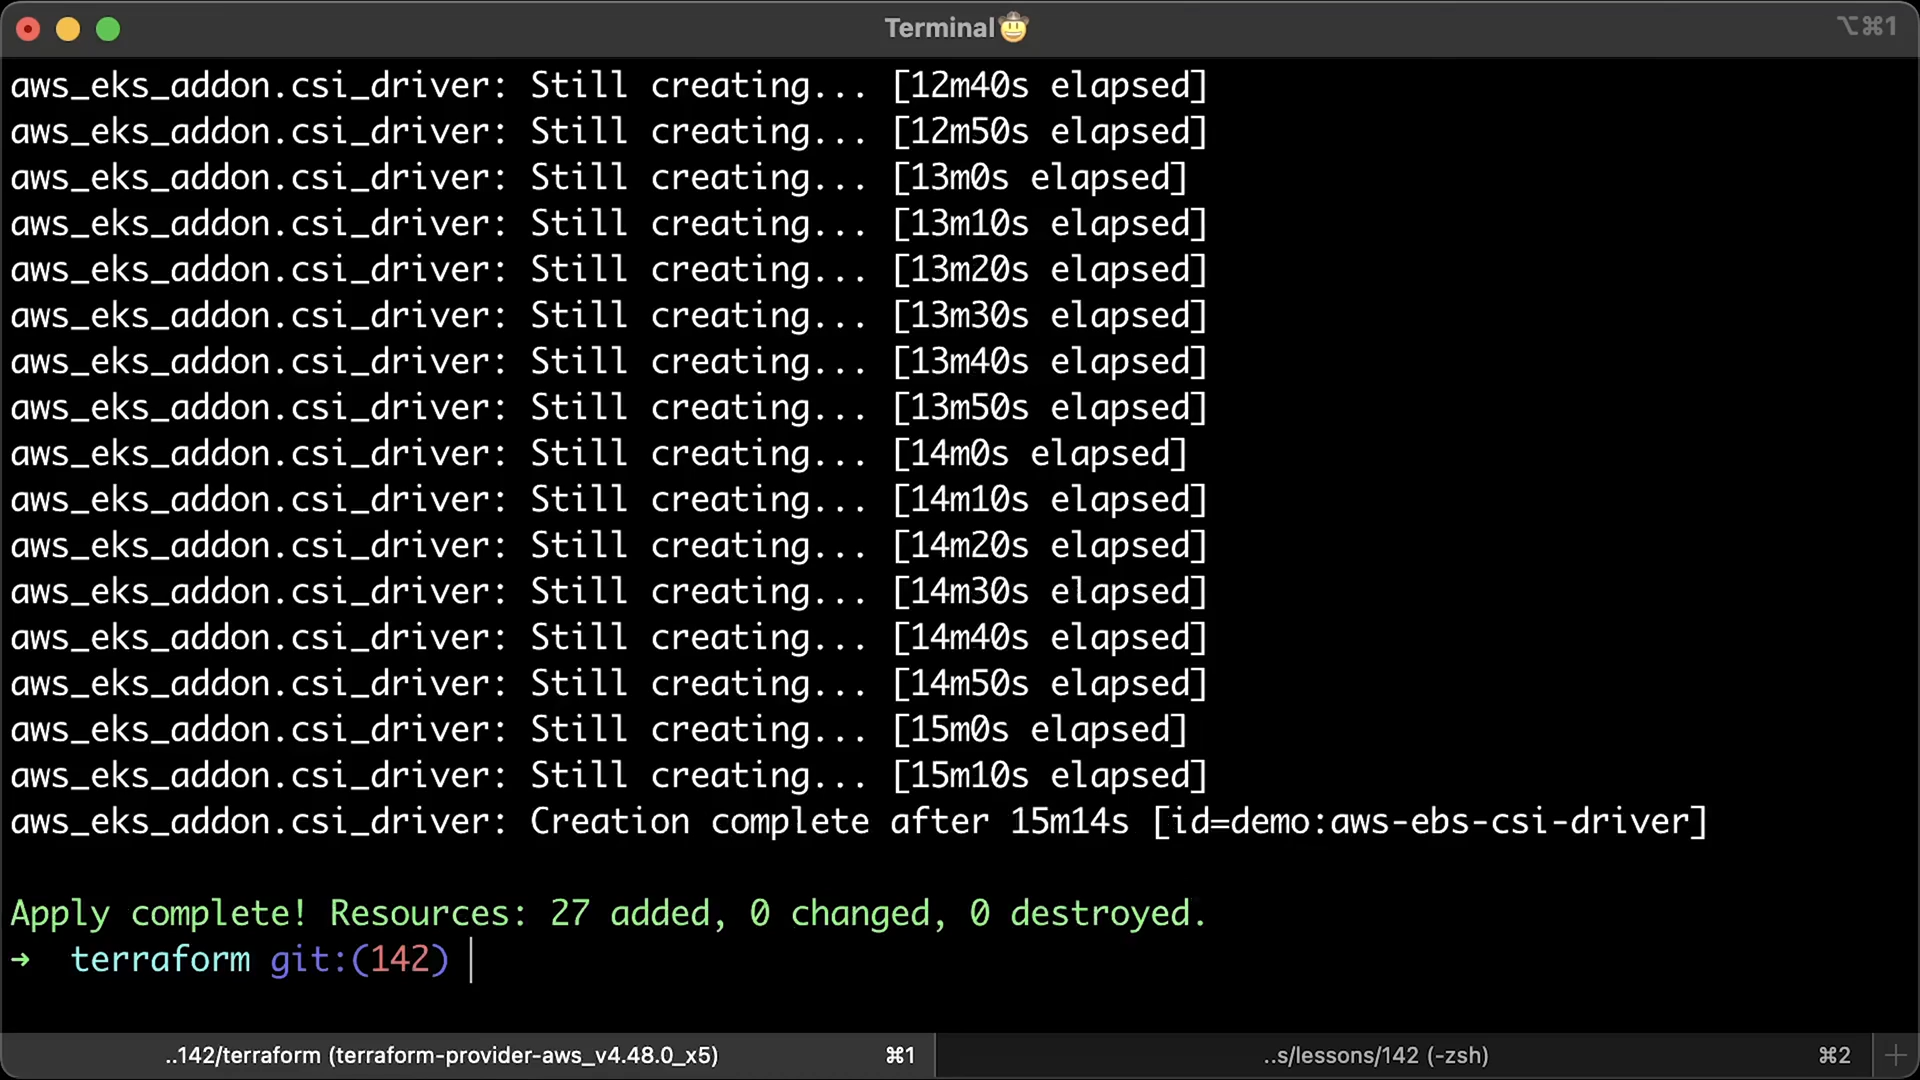 Terminal🤠
⌥⌘1
aws_eks_addon.csi_driver: Still creating... [12m40s elapsed]
aws_eks_addon.csi_driver: Still creating... [12m50s elapsed]
aws_eks_addon.csi_driver: Still creating... [13m0s elapsed]
aws_eks_addon.csi_driver: Still creating... [13m10s elapsed]
aws_eks_addon.csi_driver: Still creating... [13m20s elapsed]
aws_eks_addon.csi_driver: Still creating... [13m30s elapsed]
aws_eks_addon.csi_driver: Still creating... [13m40s elapsed]
aws_eks_addon.csi_driver: Still creating... [13m50s elapsed]
aws_eks_addon.csi_driver: Still creating... [14m0s elapsed]
aws_eks_addon.csi_driver: Still creating... [14m10s elapsed]
aws_eks_addon.csi_driver: Still creating... [14m20s elapsed]
aws_eks_addon.csi_driver: Still creating... [14m30s elapsed]
aws_eks_addon.csi_driver: Still creating... [14m40s elapsed]
aws_eks_addon.csi_driver: Still creating... [14m50s elapsed]
aws_eks_addon.csi_driver: Still creating... [15m0s elapsed]
aws_eks_addon.csi_driver: Still creating... [15m10s elapsed]
aws_eks_addon.csi_driver: Creation complete after 15m14s [id=demo:aws-ebs-csi-driver]
Apply complete! Resources: 27 added, 0 changed, 0 destroyed.
→ terraform git:(142)
..142/terraform (terraform-provider-aws_v4.48.0_x5) ⌘1
..s/lessons/142 (-zsh) ⌘2 +